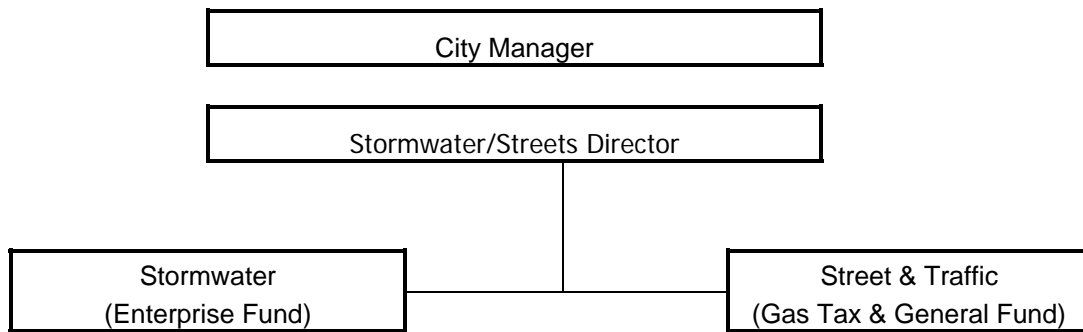 City Manager
Stormwater/Streets Director
Stormwater
(Enterprise Fund)
Street & Traffic
(Gas Tax & General Fund)